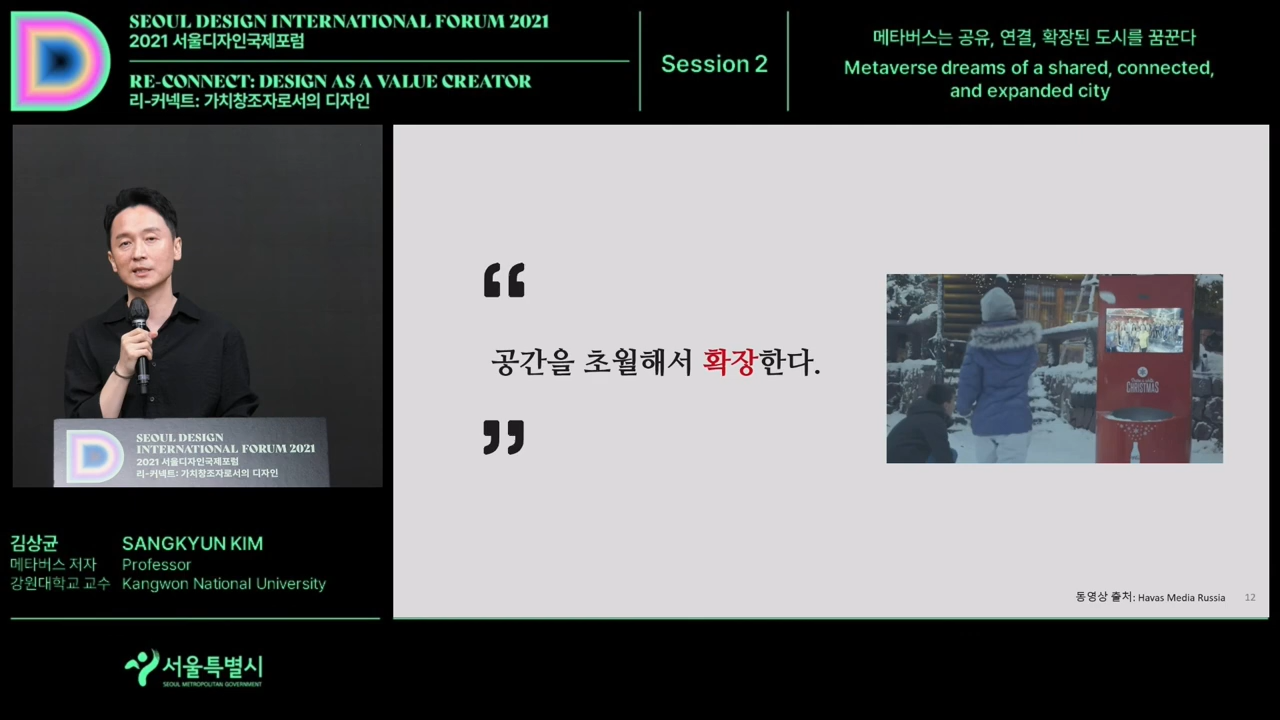 SEOUL DESIGN INTERNATIONAL FORUM 2021
2021 서울디자인국제포럼
RE-CONNECT: DESIGN AS A VALUE CREATOR
리-커넥트: 가치창조자로서의 디자인
Session 2
메타버스는 공유, 연결, 확장된 도시를 꿈꾼다
Metaverse dreams of a shared, connected,
and expanded city
“
공간을 초월해서 확장한다.
”
CHRISTMAS
동영상 출처: Havas Media Russia
12
SEOUL DESIGN
INTERNATIONAL FORUM 2021
2021 서울디자인국제포럼
리-커넥트: 가치창조자로서의 디자인
김상균
메타버스 저자
강원대학교 교수
SANGKYUN KIM
Professor
Kangwon National University
서울특별시
SEOUL METROPOLITAN GOVERNMENT